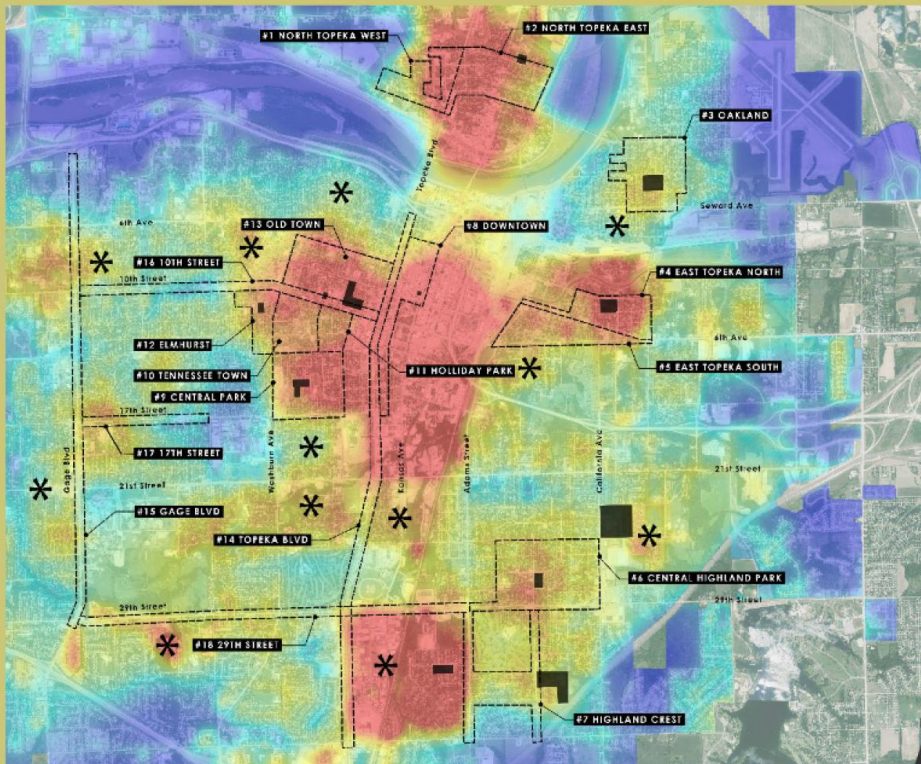 #1 NORTH TOPEKA WEST
#2 NORTH TOPEKA EAST
#3 OAKLAND
Topeka Blvd
Seward Ave
6th Ave
#13 OLD TOWN
#8 DOWNTOWN
#16 10TH STREET
10th Street
#4 EAST TOPEKA NORTH
#12 ELMHURST
6th Ave
#10 TENNESSEE TOWN
#11 HOLLIDAY PARK
#5 EAST TOPEKA SOUTH
#9 CENTRAL PARK
17th Street
#17 17TH STREET
Gage Blvd
Washburn Ave
Kansas Ave
Adams Street
California Ave
21st Street
21st Street
#15 GAGE BLVD
#14 TOPEKA BLVD
#6 CENTRAL HIGHLAND PARK
29th Street
29th Street
#18 29TH STREET
#7 HIGHLAND CREST